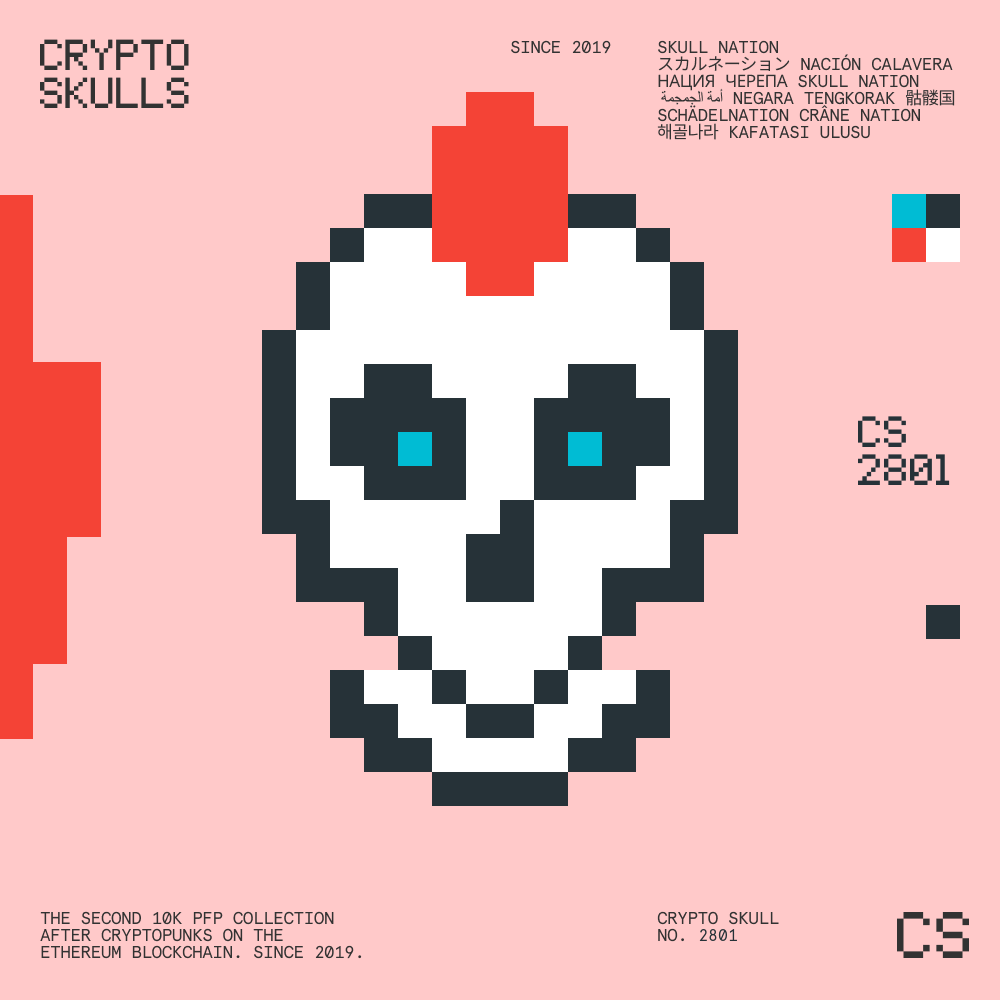 CRYPTO
SKULLS
SINCE 2019
SKULL NATION
スカルネーション NACIÓN CALAVERA
НАЦИЯ ЧЕРЕПА SKULL NATION
أمة الجمجمة NEGARA TENGKORAK 骷髅国
SCHÄDELNATION CRÂNE NATION
해골나라 KAFATASI ULUSU
CS
2801
THE SECOND 10K PFP COLLECTION
AFTER CRYPTOPUNKS ON THE
ETHEREUM BLOCKCHAIN. SINCE 2019.
CRYPTO SKULL
NO. 2801
CS